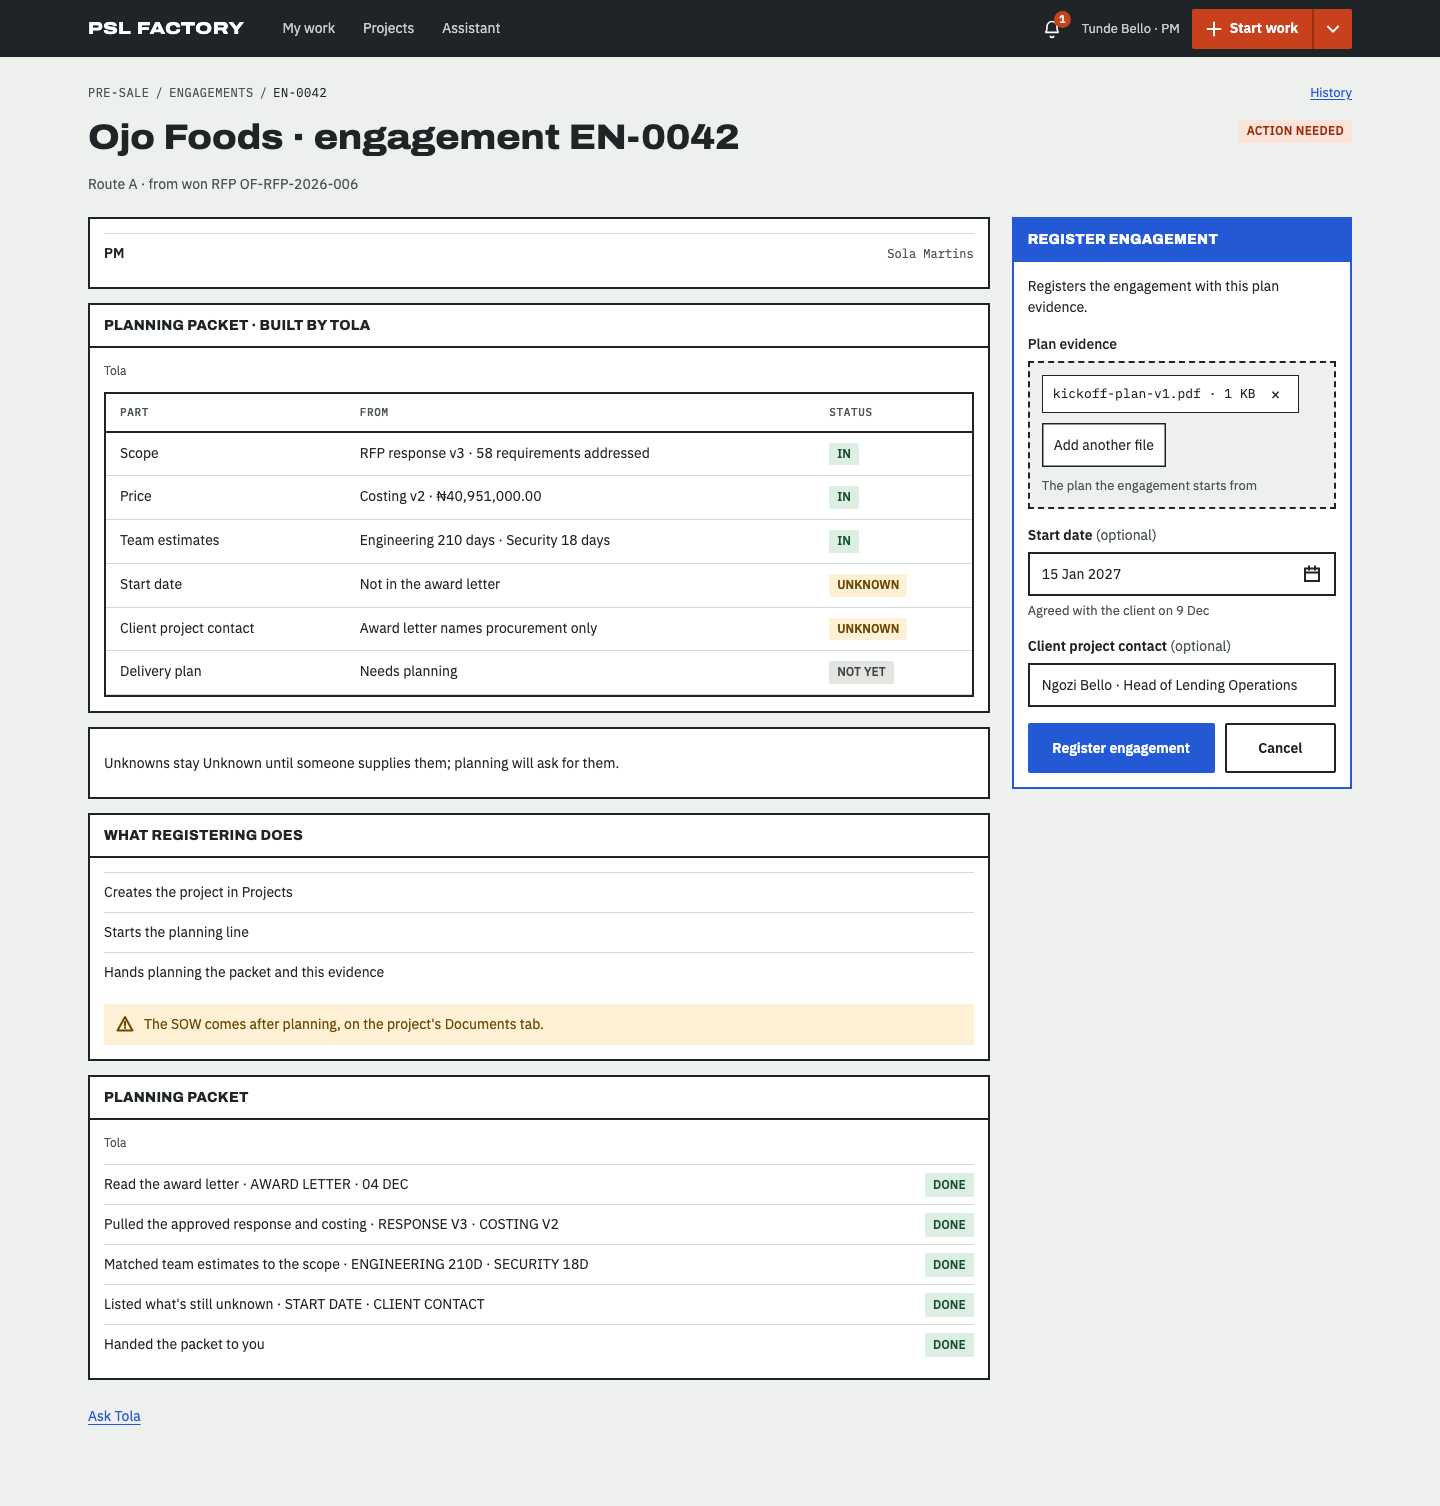 PSL FACTORY
My work
Projects
Assistant
1
Tunde Bello · PM
Start work
PRE-SALE / ENGAGEMENTS / EN-0042
History
Ojo Foods · engagement EN-0042
ACTION NEEDED
Route A · from won RFP OF-RFP-2026-006
PM
Sola Martins
PLANNING PACKET · BUILT BY TOLA
Tola
PART FROM STATUS
Scope RFP response v3 · 58 requirements addressed IN
Price Costing v2 · ₦40,951,000.00 IN
Team estimates Engineering 210 days · Security 18 days IN
Start date Not in the award letter UNKNOWN
Client project contact Award letter names procurement only UNKNOWN
Delivery plan Needs planning NOT YET
Unknowns stay Unknown until someone supplies them; planning will ask for them.
WHAT REGISTERING DOES
Creates the project in Projects
Starts the planning line
Hands planning the packet and this evidence
The SOW comes after planning, on the project's Documents tab.
PLANNING PACKET
Tola
Read the award letter · AWARD LETTER · 04 DEC DONE
Pulled the approved response and costing · RESPONSE V3 · COSTING V2 DONE
Matched team estimates to the scope · ENGINEERING 210D · SECURITY 18D DONE
Listed what's still unknown · START DATE · CLIENT CONTACT DONE
Handed the packet to you DONE
Ask Tola
REGISTER ENGAGEMENT
Registers the engagement with this plan
evidence.
Plan evidence
kickoff-plan-v1.pdf · 1 KB ×
Add another file
The plan the engagement starts from
Start date (optional)
15 Jan 2027
Agreed with the client on 9 Dec
Client project contact (optional)
Ngozi Bello · Head of Lending Operations
Register engagement
Cancel